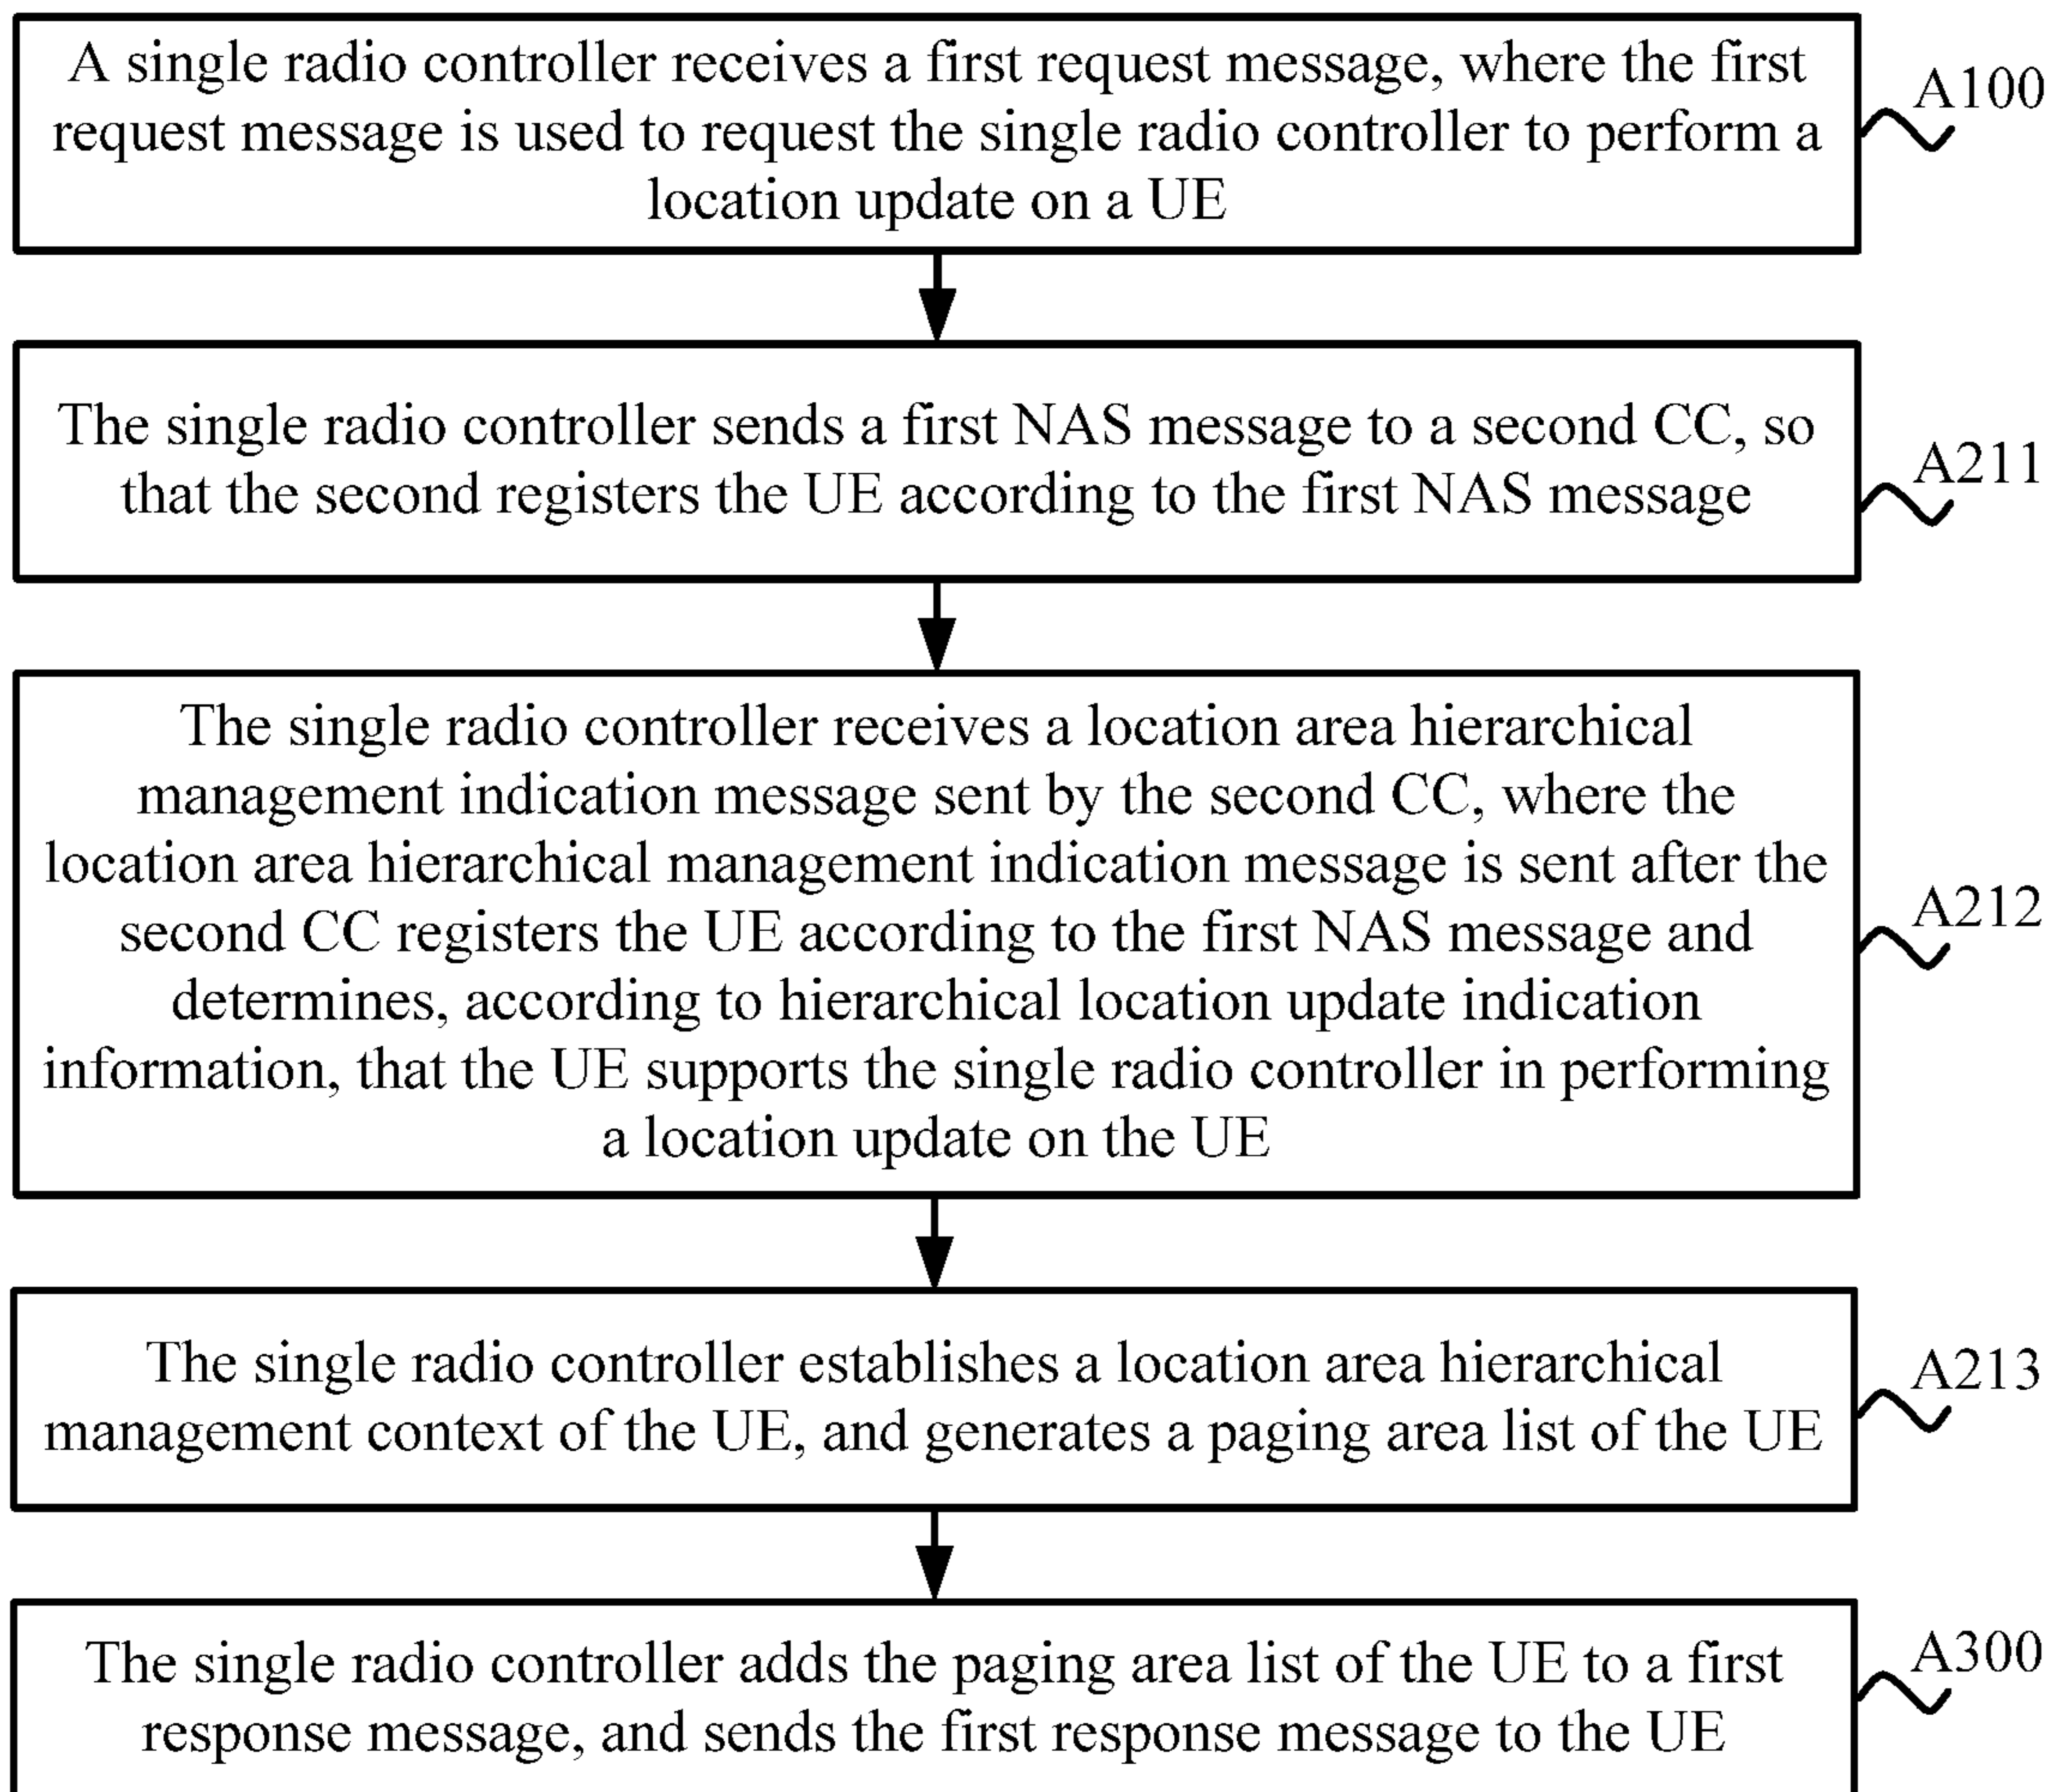 A single radio controller receives a first request message, where the first
request message is used to request the single radio controller to perform a
location update on a UE
A100
The single radio controller sends a first NAS message to a second CC, so
that the second registers the UE according to the first NAS message
A211
The single radio controller receives a location area hierarchical
management indication message sent by the second CC, where the
location area hierarchical management indication message is sent after the
second CC registers the UE according to the first NAS message and
determines, according to hierarchical location update indication
information, that the UE supports the single radio controller in performing
a location update on the UE
A212
The single radio controller establishes a location area hierarchical
management context of the UE, and generates a paging area list of the UE
A213
The single radio controller adds the paging area list of the UE to a first
response message, and sends the first response message to the UE
A300